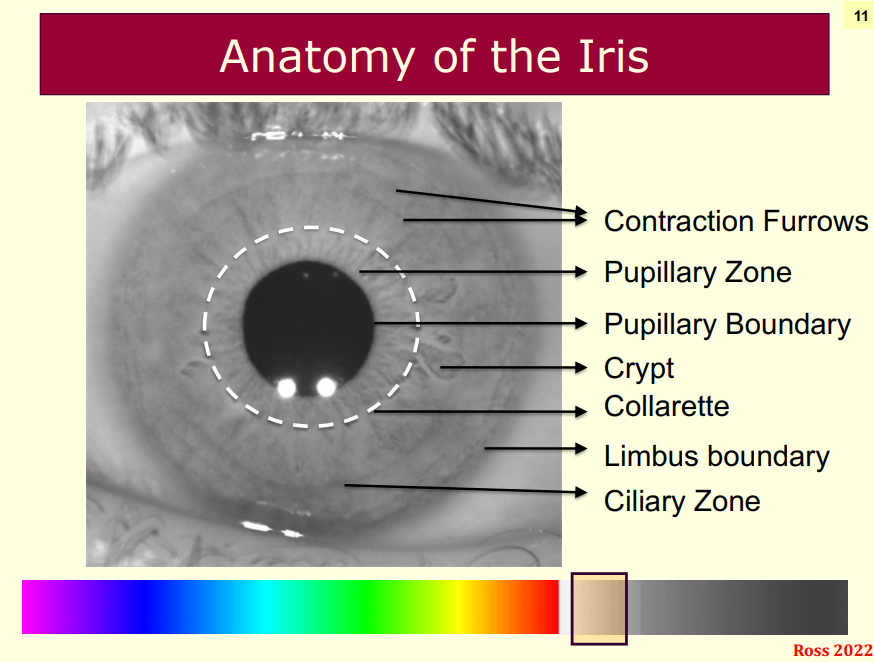 11
Anatomy of the Iris
Contraction Furrows
Pupillary Zone
Pupillary Boundary
Crypt
Collarette
Limbus boundary
Ciliary Zone
Ross 2022